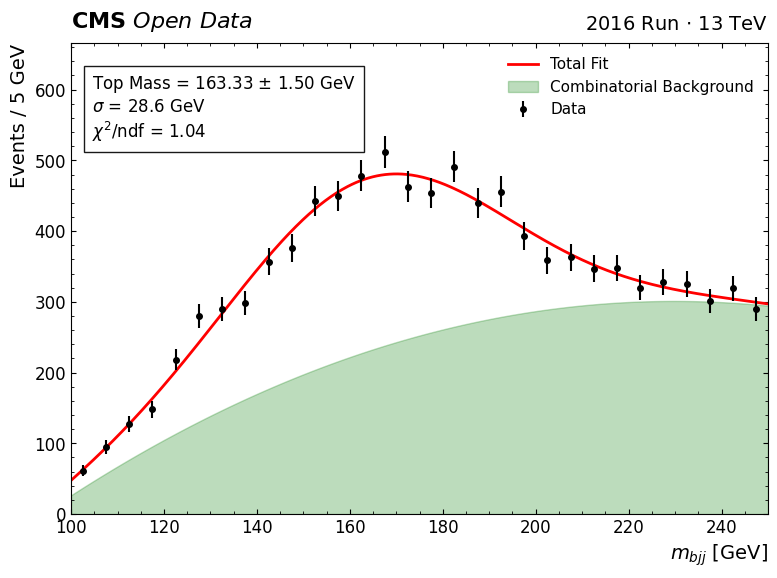 CMS Open Data
2016 Run · 13 TeV
Top Mass = 163.33 ± 1.50 GeV
σ = 28.6 GeV
χ²/ndf = 1.04
Total Fit
Combinatorial Background
Data
Events / 5 GeV
600
500
400
300
200
100
0
100 120 140 160 180 200 220 240
m_bjj [GeV]